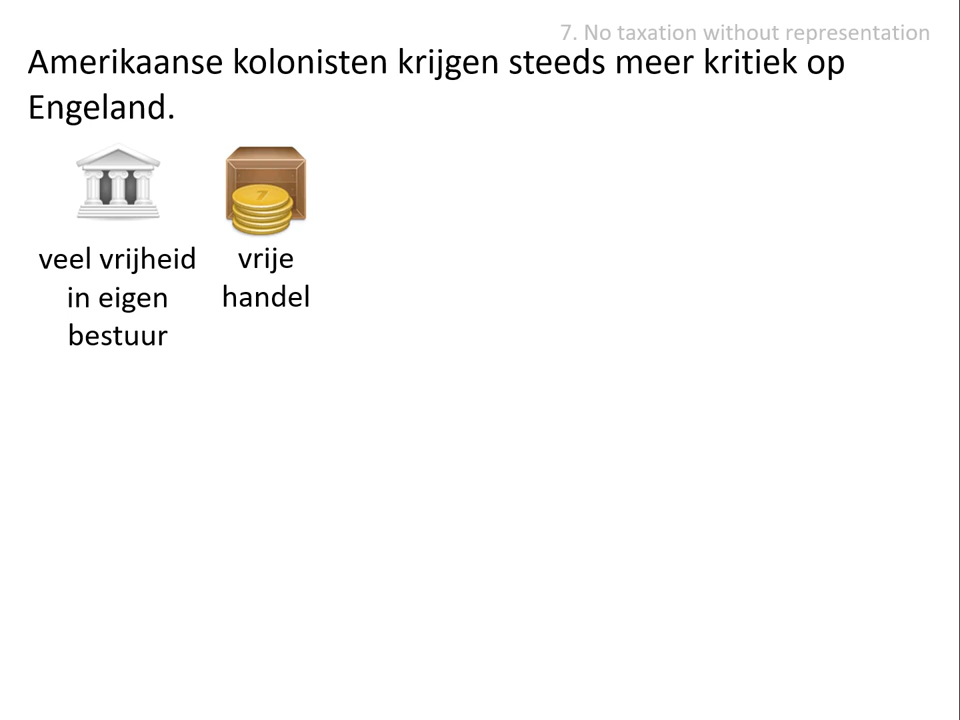 7. No taxation without representation
Amerikaanse kolonisten krijgen steeds meer kritiek op
Engeland.
veel vrijheid
in eigen
bestuur
vrije
handel